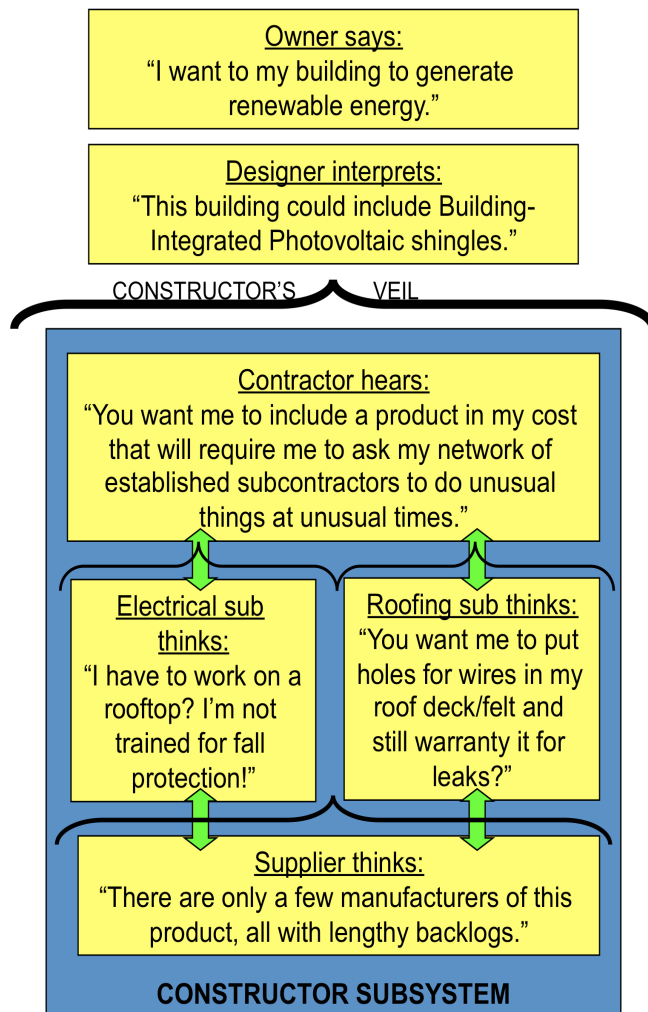 Owner says:
“I want to my building to generate
renewable energy.”
Designer interprets:
“This building could include Building-
Integrated Photovoltaic shingles.”
CONSTRUCTOR'S VEIL
Contractor hears:
“You want me to include a product in my cost
that will require me to ask my network of
established subcontractors to do unusual
things at unusual times.”
Electrical sub
thinks:
“I have to work on a
rooftop? I'm not
trained for fall
protection!”
Roofing sub thinks:
“You want me to put
holes for wires in my
roof deck/felt and
still warranty it for
leaks?”
Supplier thinks:
“There are only a few manufacturers of this
product, all with lengthy backlogs.”
CONSTRUCTOR SUBSYSTEM